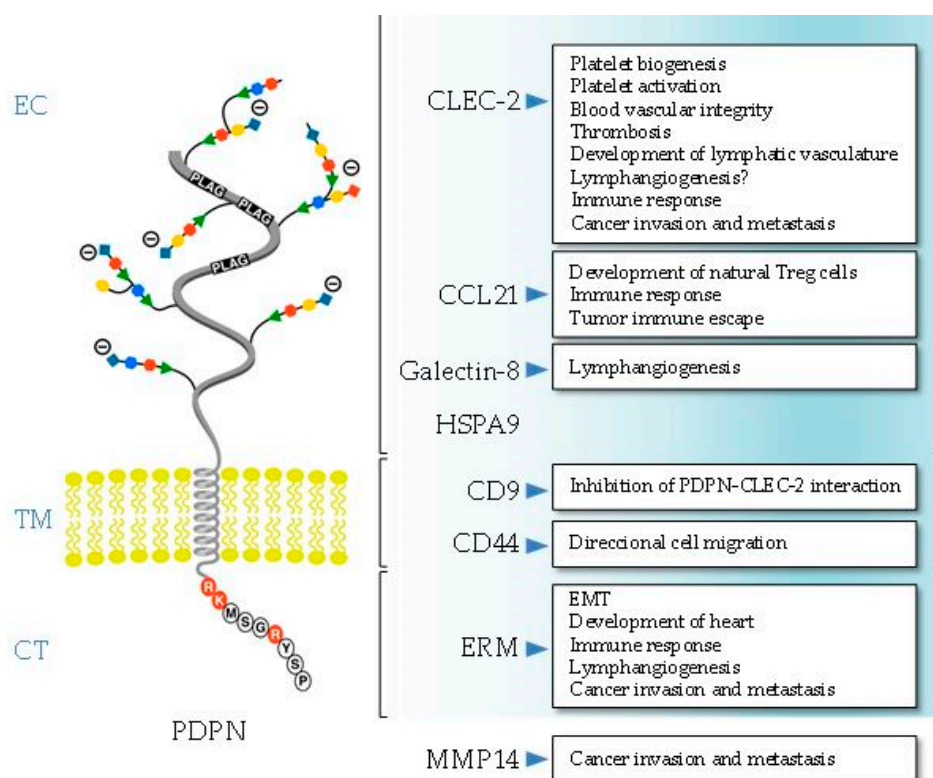 EC
TM
CT
PLAG
PLAG
PLAG
R
K
M
S
G
R
Y
S
P
PDPN
CLEC-2
Platelet biogenesis
Platelet activation
Blood vascular integrity
Thrombosis
Development of lymphatic vasculature
Lymphangiogenesis?
Immune response
Cancer invasion and metastasis
CCL21
Development of natural Treg cells
Immune response
Tumor immune escape
Galectin-8
Lymphangiogenesis
HSPA9
CD9
Inhibition of PDPN-CLEC-2 interaction
CD44
Direccional cell migration
ERM
EMT
Development of heart
Immune response
Lymphangiogenesis
Cancer invasion and metastasis
MMP14
Cancer invasion and metastasis